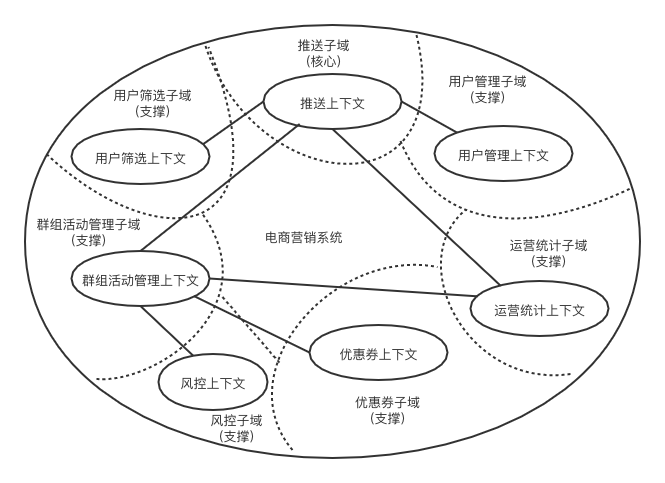 推送子域
(核心)
推送上下文
用户管理子域
(支撑)
用户管理上下文
用户筛选子域
(支撑)
用户筛选上下文
群组活动管理子域
(支撑)
群组活动管理上下文
电商营销系统
运营统计子域
(支撑)
运营统计上下文
优惠券上下文
优惠券子域
(支撑)
风控上下文
风控子域
(支撑)